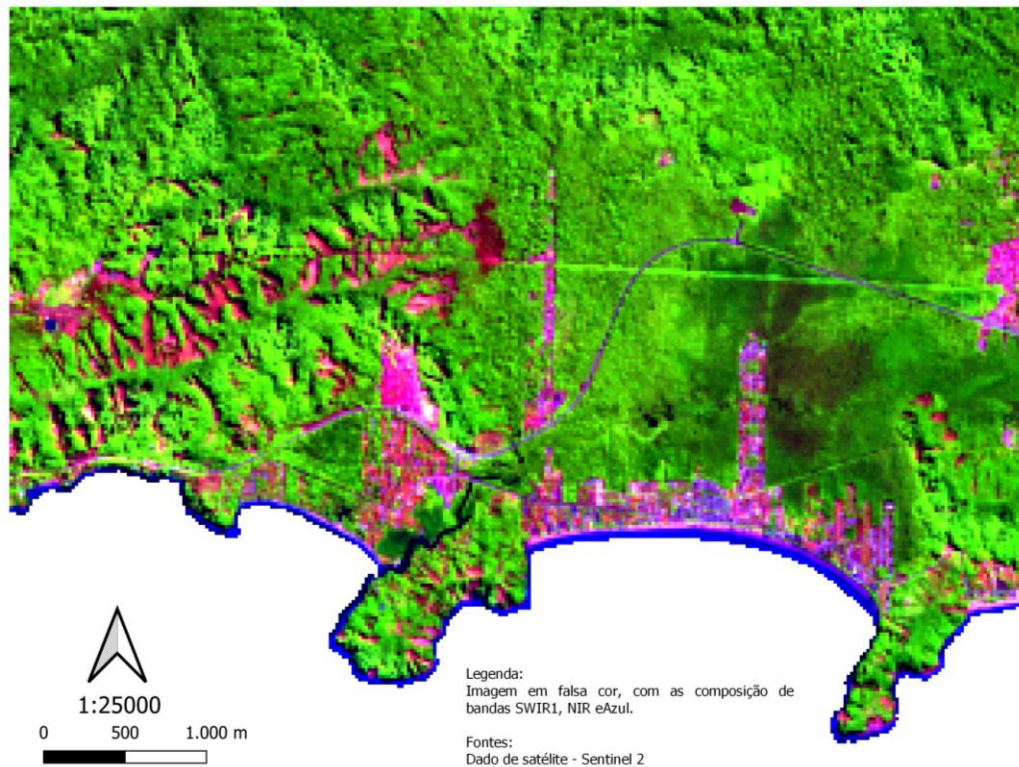 1:25000
0 500 1.000 m
Legenda:
Imagem em falsa cor, com as composição de
bandas SWIR1, NIR eAzul.
Fontes:
Dado de satélite - Sentinel 2